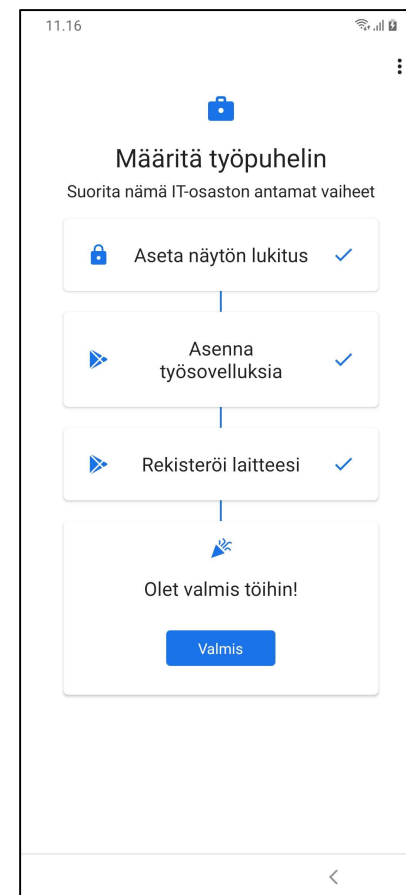 11.16
Määritä työpuhelin
Suorita nämä IT-osaston antamat vaiheet
Aseta näytön lukitus
Asenna
työsovelluksia
Rekisteröi laitteesi
Olet valmis töihin!
Valmis